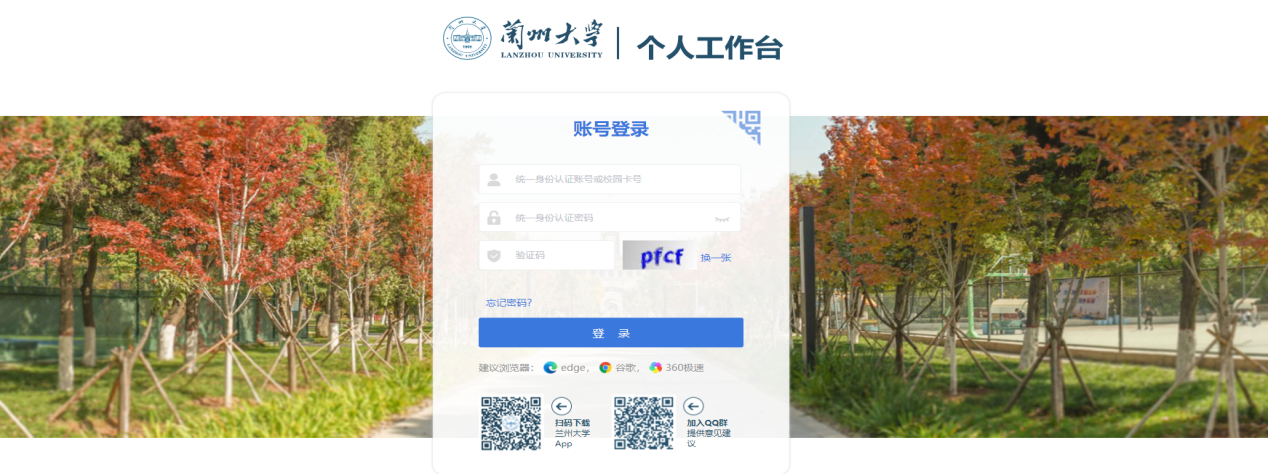 兰州大学
LANZHOU UNIVERSITY
个人工作台
账号登录
统一身份认证账号或校园卡号
统一身份认证密码
验证码
pfcf
换一张
忘记密码?
登 录
建议浏览器： edge， 谷歌， 360极速
扫码下载
兰州大学
App
加入QQ群
提供意见建
议